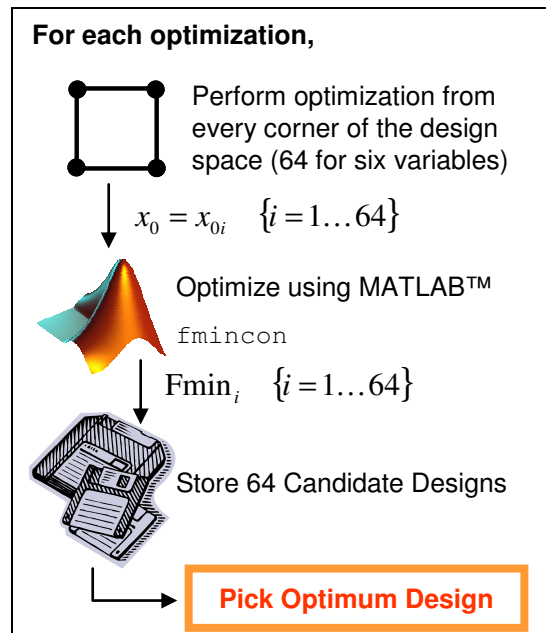 For each optimization,
Perform optimization from
every corner of the design
space (64 for six variables)
x₀ = x₀ᵢ {i = 1…64}
Optimize using MATLAB™
fmincon
Fminᵢ {i = 1…64}
Store 64 Candidate Designs
Pick Optimum Design